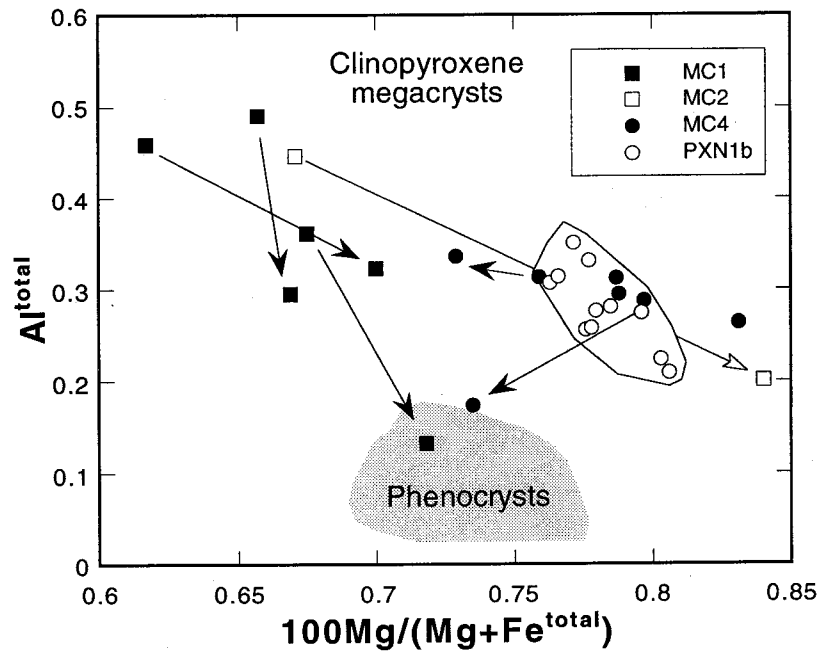 Clinopyroxene
megacrysts
MC1
MC2
MC4
PXN1b
Phenocrysts
Al^total
0.6
0.5
0.4
0.3
0.2
0.1
0
0.6
0.65
0.7
0.75
0.8
0.85
100Mg/(Mg+Fe^total)